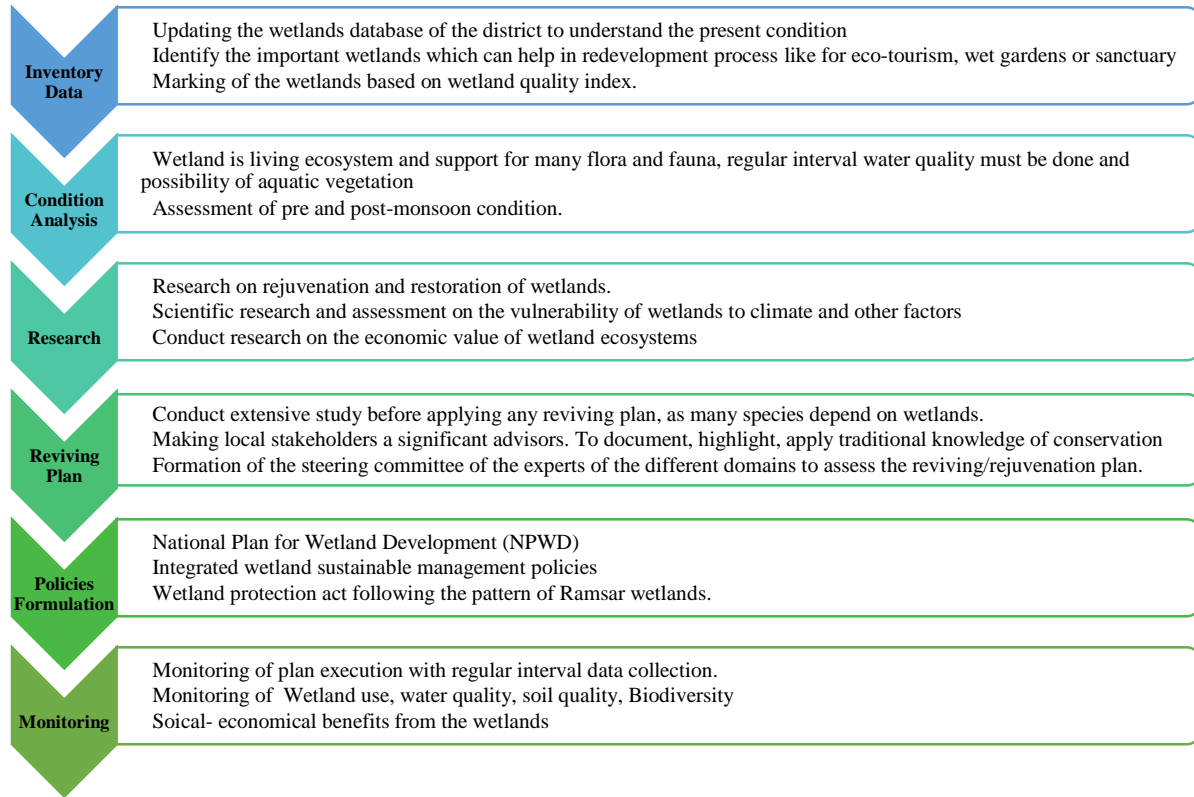 Inventory
Data
Updating the wetlands database of the district to understand the present condition
Identify the important wetlands which can help in redevelopment process like for eco-tourism, wet gardens or sanctuary
Marking of the wetlands based on wetland quality index.
Condition
Analysis
Wetland is living ecosystem and support for many flora and fauna, regular interval water quality must be done and
possibility of aquatic vegetation
Assessment of pre and post-monsoon condition.
Research
Research on rejuvenation and restoration of wetlands.
Scientific research and assessment on the vulnerability of wetlands to climate and other factors
Conduct research on the economic value of wetland ecosystems
Reviving
Plan
Conduct extensive study before applying any reviving plan, as many species depend on wetlands.
Making local stakeholders a significant advisors. To document, highlight, apply traditional knowledge of conservation
Formation of the steering committee of the experts of the different domains to assess the reviving/rejuvenation plan.
Policies
Formulation
National Plan for Wetland Development (NPWD)
Integrated wetland sustainable management policies
Wetland protection act following the pattern of Ramsar wetlands.
Monitoring
Monitoring of plan execution with regular interval data collection.
Monitoring of Wetland use, water quality, soil quality, Biodiversity
Soical- economical benefits from the wetlands